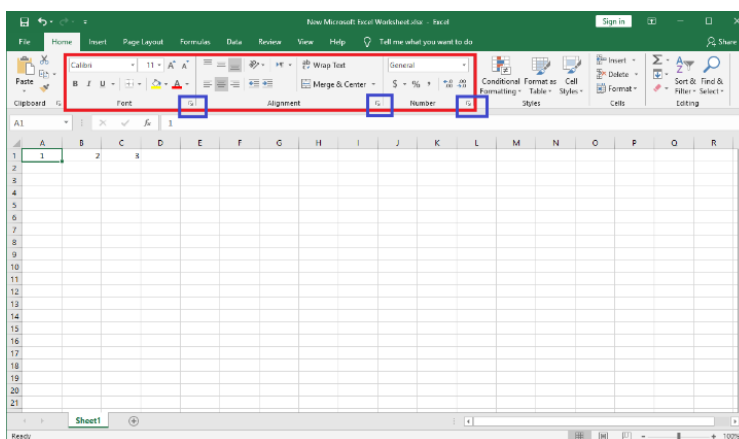 New Microsoft Excel Worksheet.xlsx - Excel
Sign in
File Home Insert Page Layout Formulas Data Review View Help Tell me what you want to do Share
Calibri 11 A A Wrap Text General Insert Σ
Paste Delete
B I U A Merge & Center $ % , Conditional Format as Cell Format Sort & Find &
Formatting Table Styles Filter Select
Clipboard Font Alignment Number Styles Cells Editing
A1 fx 1
A B C D E F G H I J K L M N O P Q R
1 1 2 3
2
3
4
5
6
7
8
9
10
11
12
13
14
15
16
17
18
19
20
21
Sheet1
Ready 100%